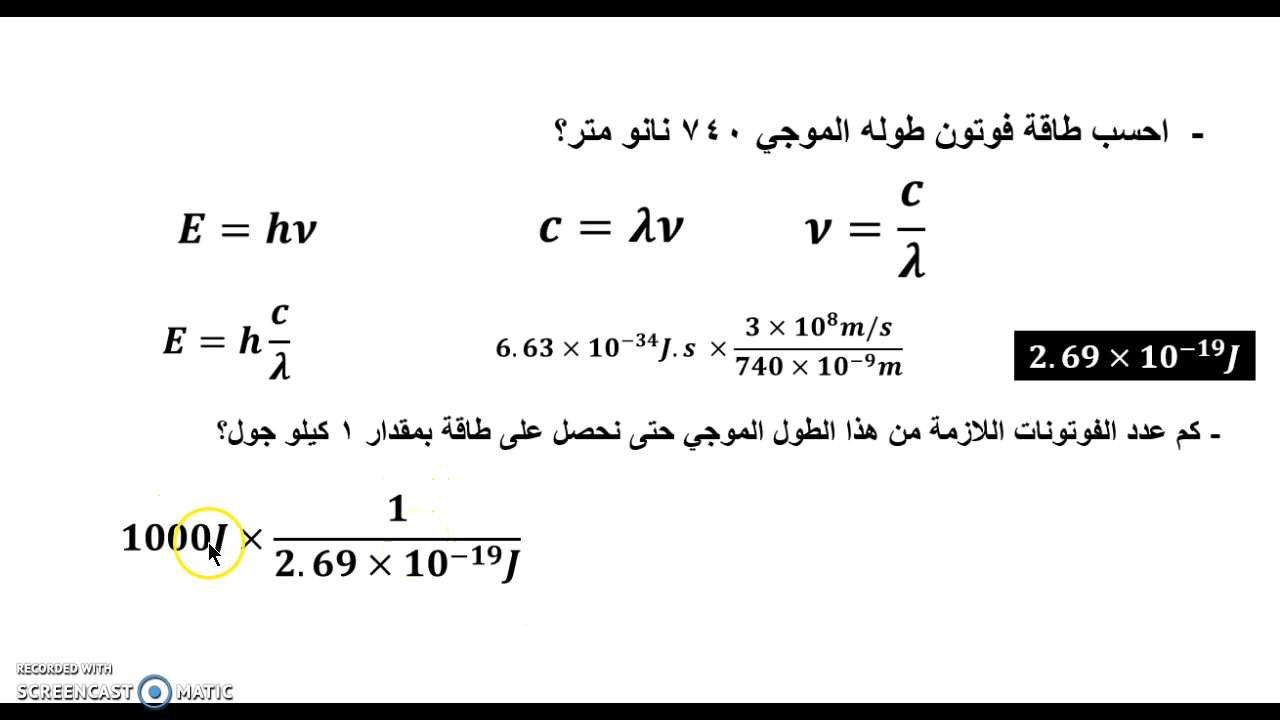 - احسب طاقة فوتون طوله الموجي ٧٤٠ نانو متر؟
E = hν   c = λν   ν = c/λ
E = h c/λ   6.63 × 10⁻³⁴J.s × 3 × 10⁸m/s / 740 × 10⁻⁹m   2.69 × 10⁻¹⁹J
- كم عدد الفوتونات اللازمة من هذا الطول الموجي حتى نحصل على طاقة بمقدار ١ كيلو جول؟
1000J × 1 / 2.69 × 10⁻¹⁹J
RECORDED WITH
SCREENCAST MATIC